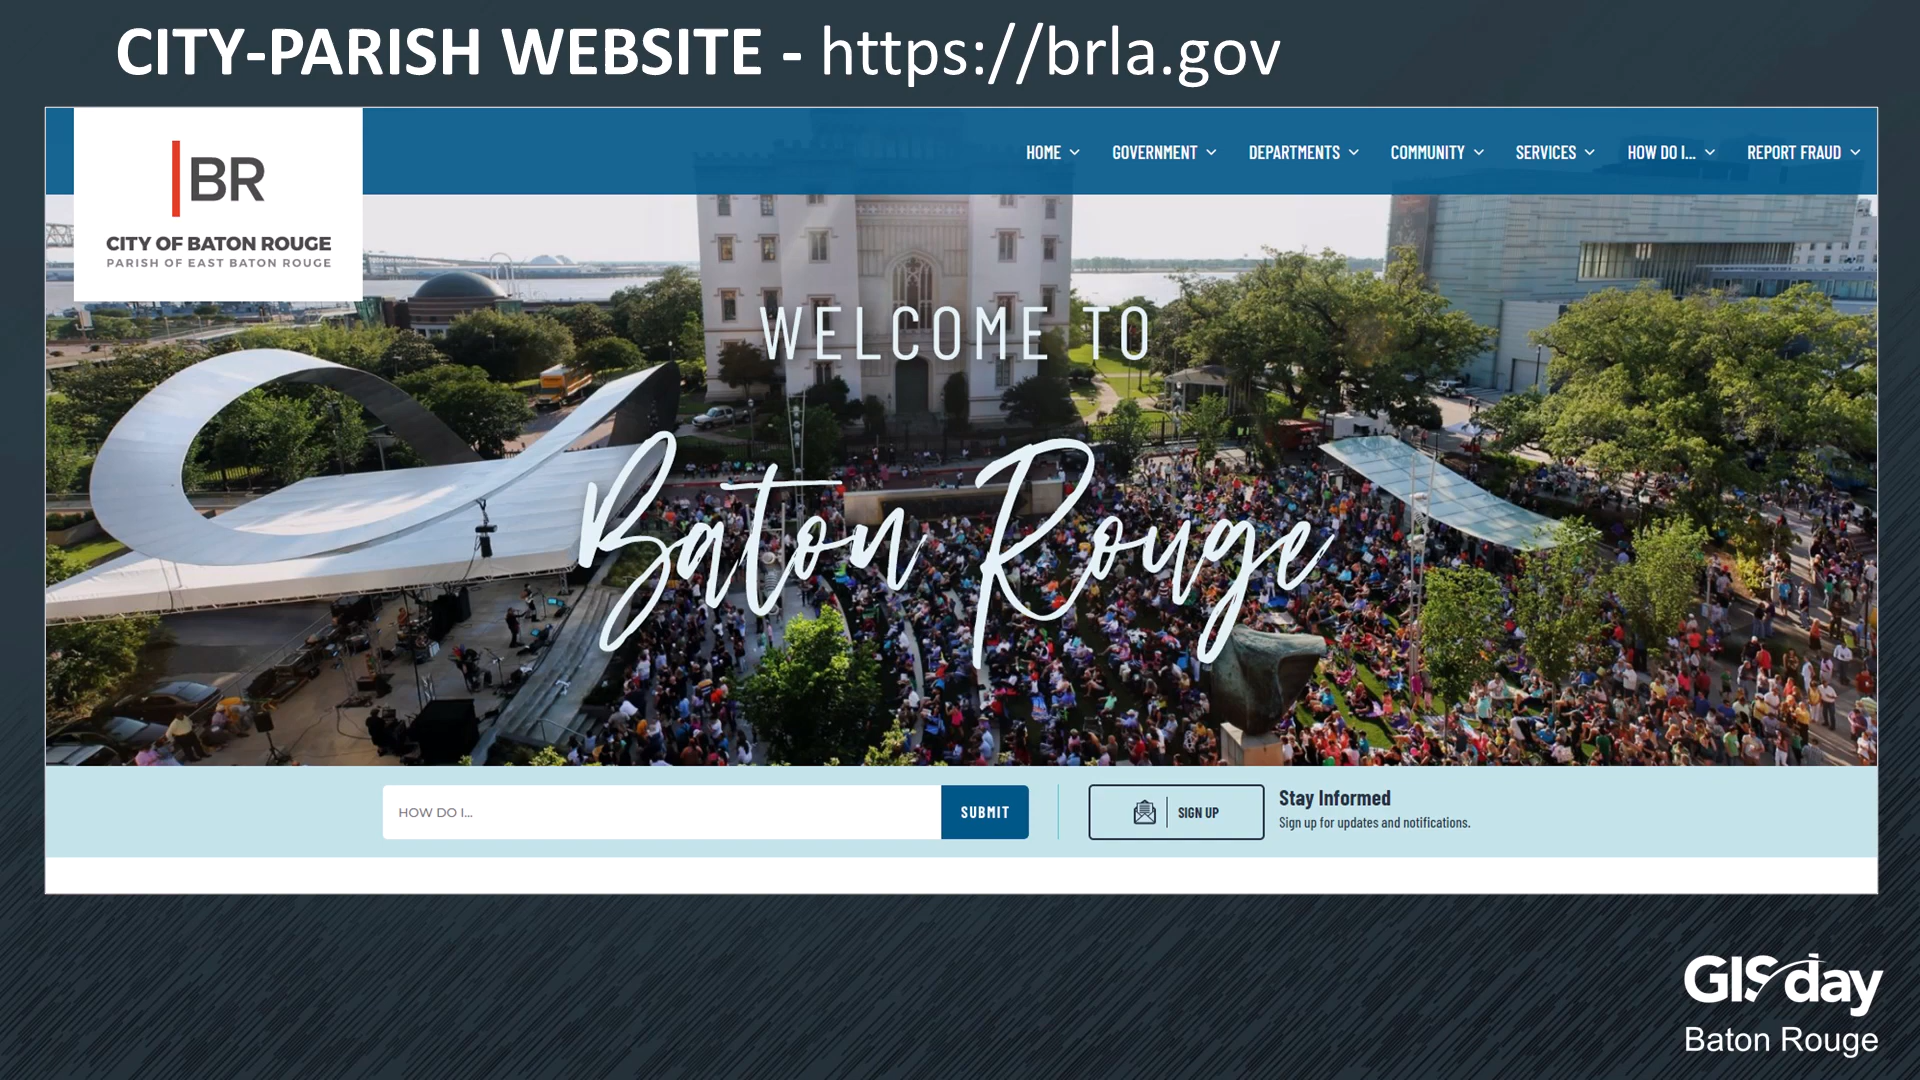 CITY-PARISH WEBSITE - https://brla.gov
BR
CITY OF BATON ROUGE
PARISH OF EAST BATON ROUGE
HOME GOVERNMENT DEPARTMENTS COMMUNITY SERVICES HOW DO I... REPORT FRAUD
WELCOME TO
Baton Rouge
HOW DO I...
SUBMIT
SIGN UP
Stay Informed
Sign up for updates and notifications.
GISday
Baton Rouge